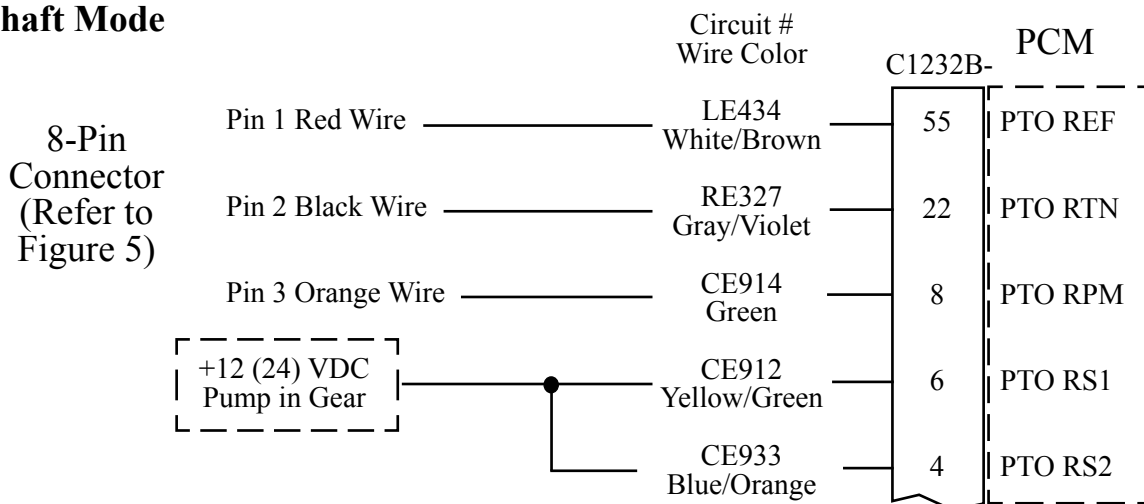 haft Mode
Circuit #
Wire Color
PCM
C1232B-
8-Pin
Connector
(Refer to
Figure 5)
Pin 1 Red Wire
LE434
White/Brown
55
PTO REF
Pin 2 Black Wire
RE327
Gray/Violet
22
PTO RTN
Pin 3 Orange Wire
CE914
Green
8
PTO RPM
+12 (24) VDC
Pump in Gear
CE912
Yellow/Green
6
PTO RS1
CE933
Blue/Orange
4
PTO RS2